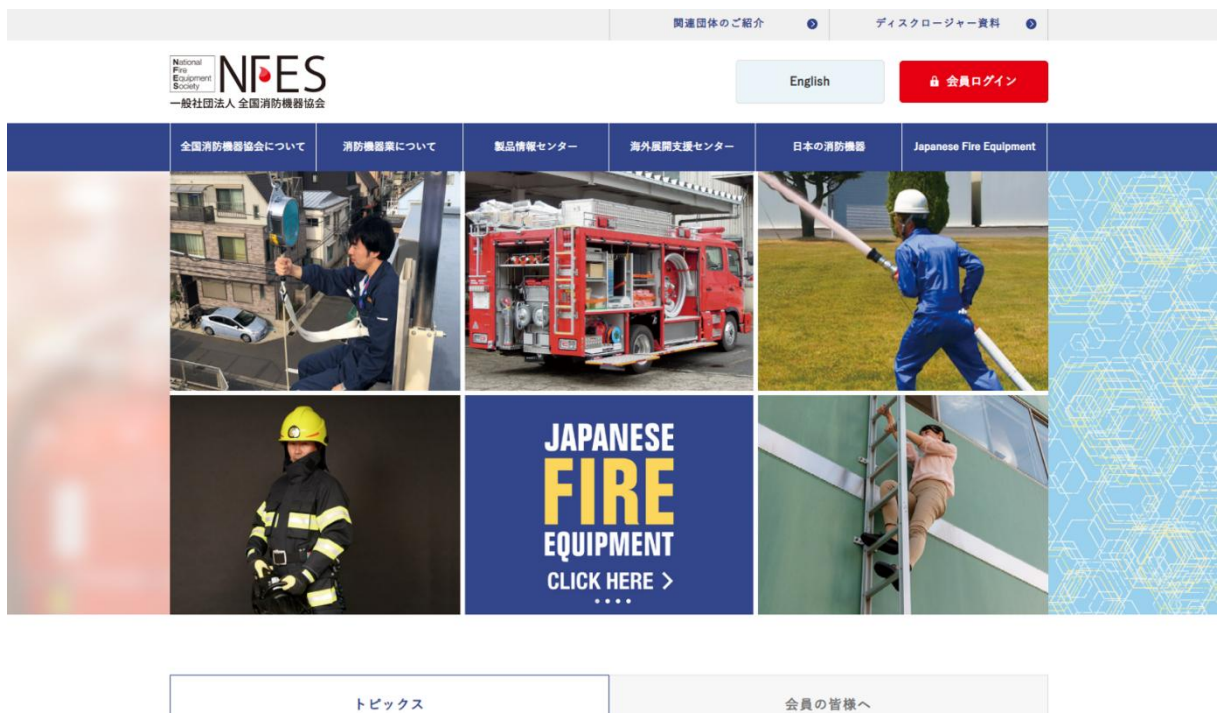 関連団体のご紹介
ディスクロージャー資料
National
Fire
Equipment
Society
NFES
一般社団法人 全国消防機器協会
English
会員ログイン
全国消防機器協会について
消防機器業について
製品情報センター
海外展開支援センター
日本の消防機器
Japanese Fire Equipment
JAPANESE
FIRE
EQUIPMENT
CLICK HERE >
トピックス
会員の皆様へ